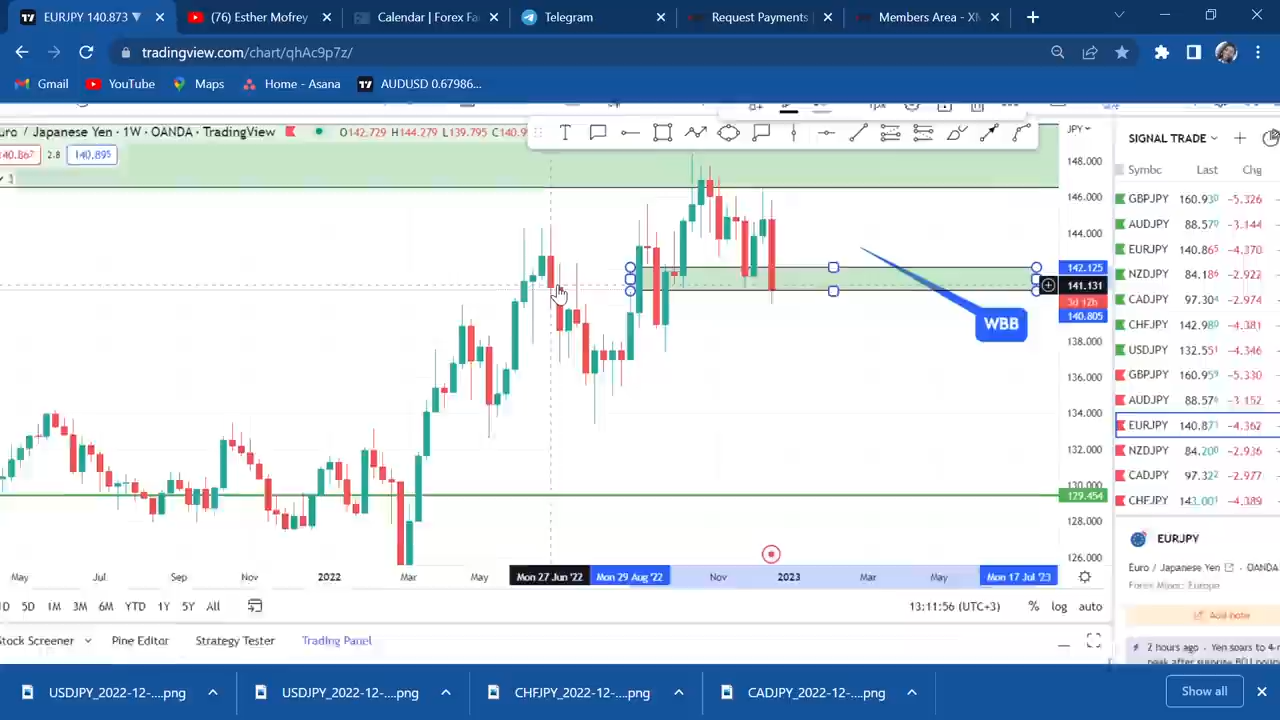 EURJPY 140.873
(76) Esther Mofrey
Calendar | Forex Fa
Telegram
Request Payments
Members Area - XM
tradingview.com/chart/qhAc9p7z/
Gmail
YouTube
Maps
Home - Asana
AUDUSD 0.67986...
uro / Japanese Yen · 1W · OANDA · TradingView
O142.729 H144.279 L139.795 C140.9
140.867
2.8
140.895
JPY
148.000
146.000
144.000
142.125
141.131
3d 12h
140.805
138.000
136.000
134.000
132.000
130.000
129.454
128.000
126.000
WBB
May
Jul
Sep
Nov
2022
Mar
May
Mon 27 Jun '22
Mon 29 Aug '22
Nov
2023
Mar
May
Mon 17 Jul '23
1D 5D 1M 3M 6M YTD 1Y 5Y All
13:11:56 (UTC+3)
%
log
auto
Stock Screener
Pine Editor
Strategy Tester
Trading Panel
SIGNAL TRADE
Symbc Last Chg
GBPJPY 160.930 -5.326
AUDJPY 88.579 -3.144
EURJPY 140.865 -4.370
NZDJPY 84.186 -2.922
CADJPY 97.304 -2.974
CHFJPY 142.980 -4.381
USDJPY 132.551 -4.346
GBPJPY 160.959 -5.330
AUDJPY 88.574 -3.152
EURJPY 140.873 -4.362
NZDJPY 84.200 -2.936
CADJPY 97.322 -2.977
CHFJPY 143.001 -4.389
EURJPY
Euro / Japanese Yen
OANDA
Forex Minor: Europe
Add note
2 hours ago · Yen soars to 4-
peak after surprise BOJ
USDJPY_2022-12-....png
USDJPY_2022-12-....png
CHFJPY_2022-12-....png
CADJPY_2022-12-....png
Show all